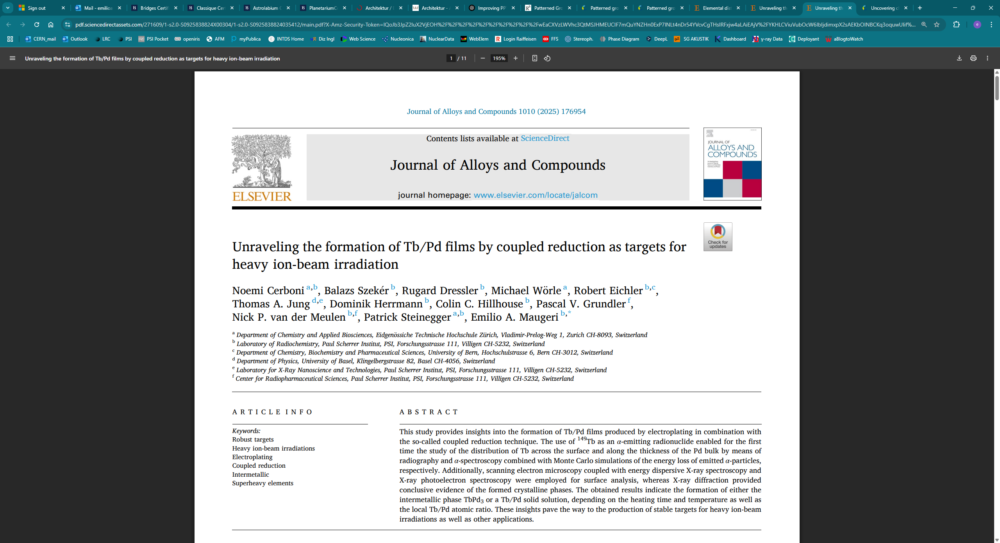 Sign out
Mail - emilioa
Bridges Certifi
Classique Cer
Astrolabium C
PlanetariumC
Architektur / E
Architektur - A
Improving PP
Patterned Gro
Patterned gro
Patterned gro
Elemental dis
Unraveling th
Unraveling th
Uncovering cl
CERN_mail
Outlook
LRC
PSI
PSI Pocket
openiris
AFM
myPublica
INTDS Home
Diz Ingl
Web Science
Nucleonica
NuclearData
WebElem
Login Raiffeisen
FFS
Stereoph.
Phase Diagram
DeepL
SG AKUSTIK
Dashboard
γ-ray Data
Deployant
aBlogtoWatch
Unraveling the formation of Tb/Pd films by coupled reduction as targets for heavy ion-beam irradiation
1 / 11
195%
Journal of Alloys and Compounds 1010 (2025) 176954
Contents lists available at ScienceDirect
Journal of Alloys and Compounds
journal homepage: www.elsevier.com/locate/jalcom
NON SOLUS
ELSEVIER
JOURNAL OF
ALLOYS AND
COMPOUNDS
Check for
updates
Unraveling the formation of Tb/Pd films by coupled reduction as targets for
heavy ion-beam irradiation
Noemi Cerboni a,b, Balazs Szekér b, Rugard Dressler b, Michael Wörle a, Robert Eichler b,c,
Thomas A. Jung d,e, Dominik Herrmann b, Colin C. Hillhouse b, Pascal V. Grundler f,
Nick P. van der Meulen b,f, Patrick Steinegger a,b, Emilio A. Maugeri b,*
a Department of Chemistry and Applied Biosciences, Eidgenössiche Technische Hochschule Zürich, Vladimir-Prelog-Weg 1, Zurich CH-8093, Switzerland
b Laboratory of Radiochemistry, Paul Scherrer Institut, PSI, Forschungsstrasse 111, Villigen CH-5232, Switzerland
c Department of Chemistry, Biochemistry and Pharmaceutical Sciences, University of Bern, Hochschulstrasse 6, Bern CH-3012, Switzerland
d Department of Physics, University of Basel, Klingelbergstrasse 82, Basel CH-4056, Switzerland
e Laboratory for X-Ray Nanoscience and Technologies, Paul Scherrer Institut, PSI, Forschungsstrasse 111, Villigen CH-5232, Switzerland
f Center for Radiopharmaceutical Sciences, Paul Scherrer Institut, PSI, Forschungsstrasse 111, Villigen CH-5232, Switzerland
ARTICLE INFO
Keywords:
Robust targets
Heavy ion-beam irradiations
Electroplating
Coupled reduction
Intermetallic
Superheavy elements
ABSTRACT
This study provides insights into the formation of Tb/Pd films produced by electroplating in combination with
the so-called coupled reduction technique. The use of 149Tb as an α-emitting radionuclide enabled for the first
time the study of the distribution of Tb across the surface and along the thickness of the Pd bulk by means of
radiography and α-spectroscopy combined with Monte Carlo simulations of the energy loss of emitted α-particles,
respectively. Additionally, scanning electron microscopy coupled with energy dispersive X-ray spectroscopy and
X-ray photoelectron spectroscopy were employed for surface analysis, whereas X-ray diffraction provided
conclusive evidence of the formed crystalline phases. The obtained results indicate the formation of either the
intermetallic phase TbPd3 or a Tb/Pd solid solution, depending on the heating time and temperature as well as
the local Tb/Pd atomic ratio. These insights pave the way to the production of stable targets for heavy ion-beam
irradiations as well as other applications.